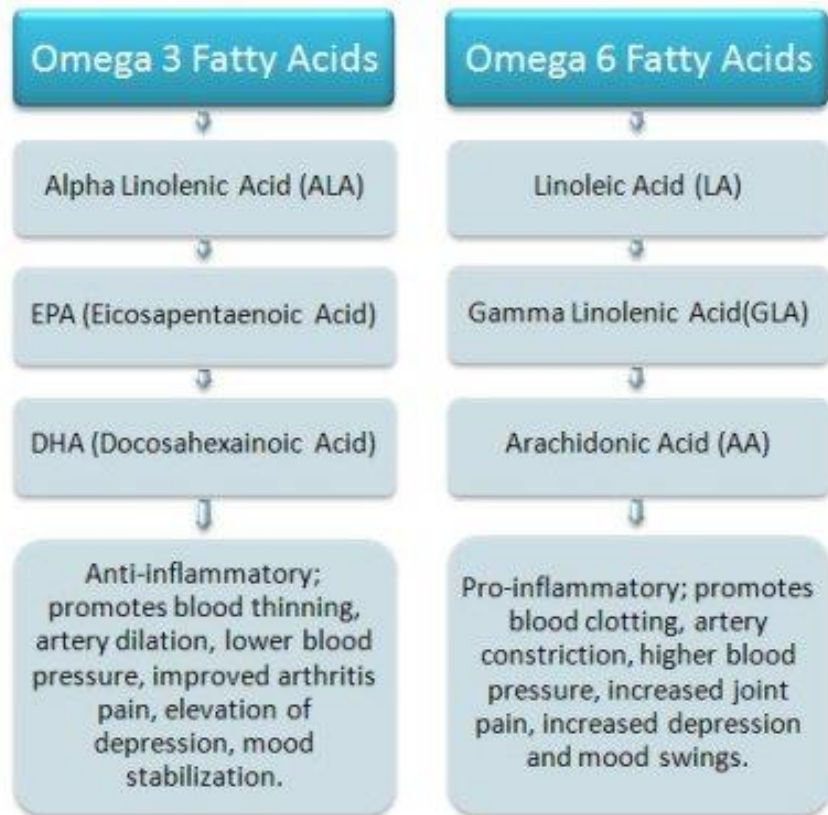 Omega 3 Fatty Acids
Alpha Linolenic Acid (ALA)
EPA (Eicosapentaenoic Acid)
DHA (Docosahexainoic Acid)
Anti-inflammatory;
promotes blood thinning,
artery dilation, lower blood
pressure, improved arthritis
pain, elevation of
depression, mood
stabilization.
Omega 6 Fatty Acids
Linoleic Acid (LA)
Gamma Linolenic Acid(GLA)
Arachidonic Acid (AA)
Pro-inflammatory; promotes
blood clotting, artery
constriction, higher blood
pressure, increased joint
pain, increased depression
and mood swings.